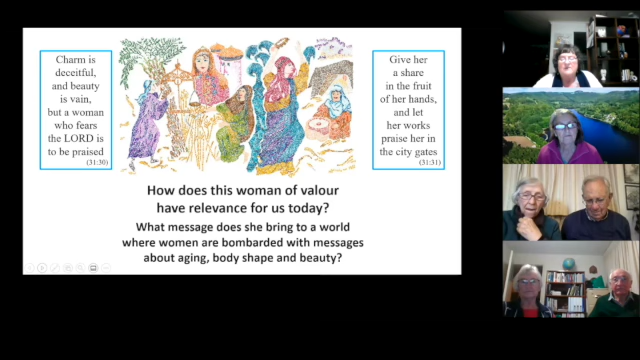 Charm is
deceitful,
and beauty
is vain,
but a woman
who fears
the LORD is
to be praised
(31:30)
Give her
a share
in the fruit
of her hands,
and let
her works
praise her in
the city gates
(31:31)
How does this woman of valour
have relevance for us today?
What message does she bring to a world
where women are bombarded with messages
about aging, body shape and beauty?